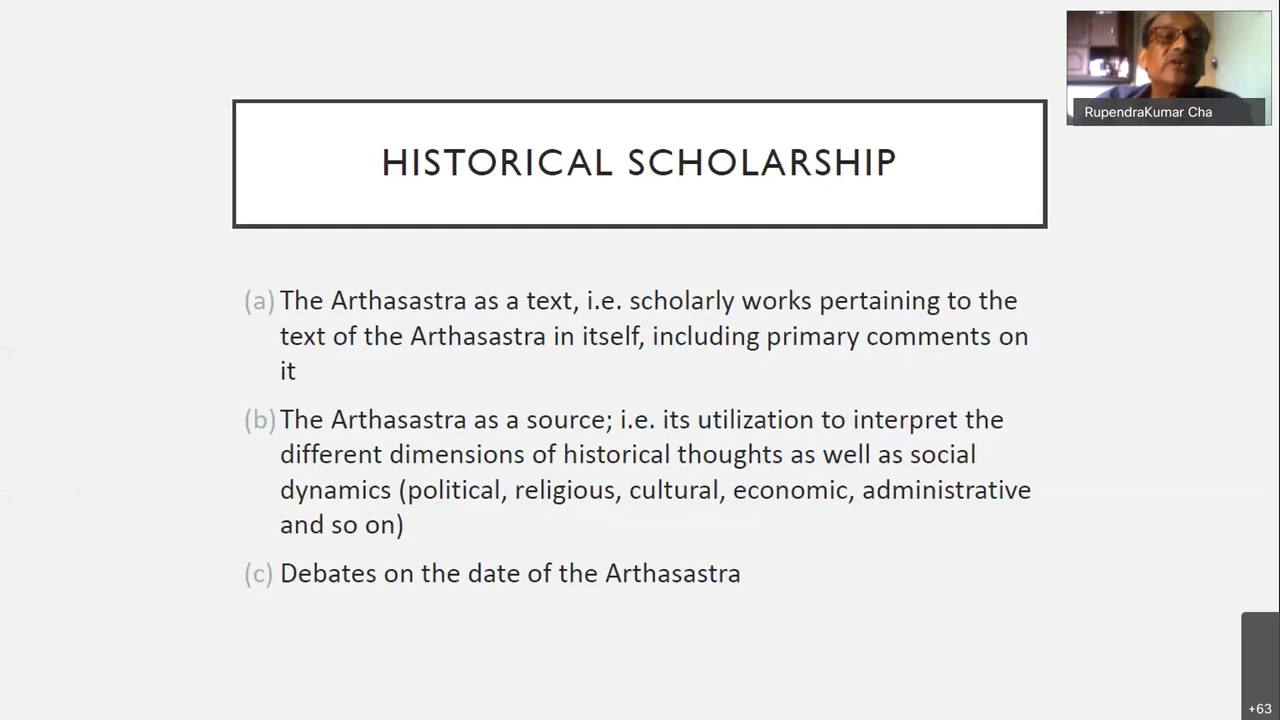 RupendraKumar Cha
HISTORICAL SCHOLARSHIP
(a) The Arthasastra as a text, i.e. scholarly works pertaining to the
text of the Arthasastra in itself, including primary comments on
it
(b) The Arthasastra as a source; i.e. its utilization to interpret the
different dimensions of historical thoughts as well as social
dynamics (political, religious, cultural, economic, administrative
and so on)
(c) Debates on the date of the Arthasastra
+63